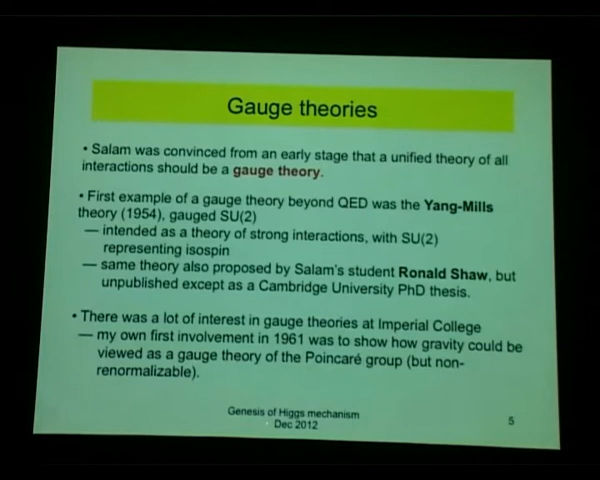 Gauge theories
• Salam was convinced from an early stage that a unified theory of all
interactions should be a gauge theory.
• First example of a gauge theory beyond QED was the Yang-Mills
theory (1954), gauged SU(2)
— intended as a theory of strong interactions, with SU(2)
representing isospin
— same theory also proposed by Salam's student Ronald Shaw, but
unpublished except as a Cambridge University PhD thesis.
• There was a lot of interest in gauge theories at Imperial College
— my own first involvement in 1961 was to show how gravity could be
viewed as a gauge theory of the Poincaré group (but non-
renormalizable).
Genesis of Higgs mechanism
Dec 2012
5